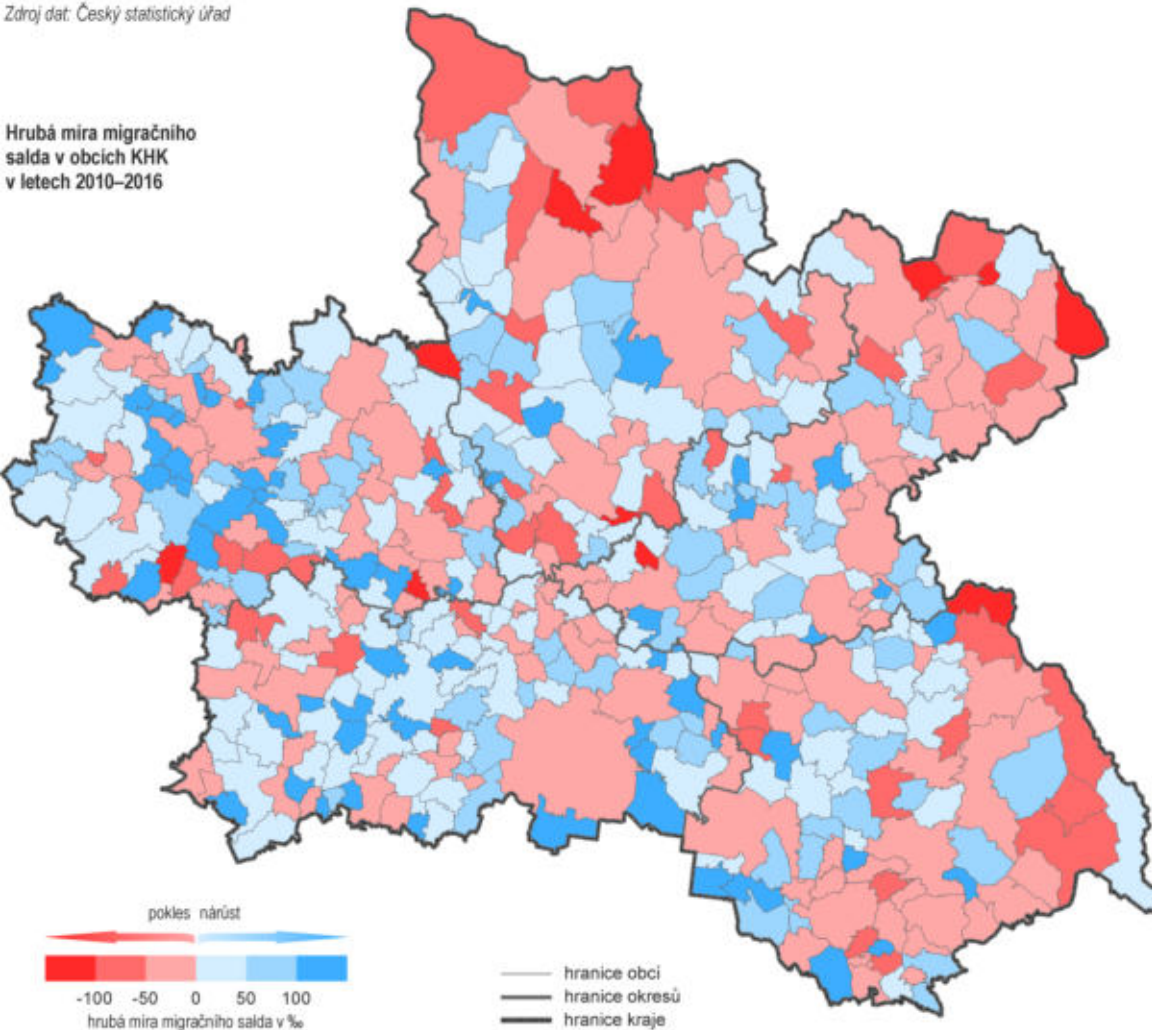 Zdroj dat: Český statistický úřad
Hrubá míra migračního
salda v obcích KHK
v letech 2010–2016
pokles nárůst
-100 -50 0 50 100
hrubá míra migračního salda v ‰
hranice obcí
hranice okresů
hranice kraje